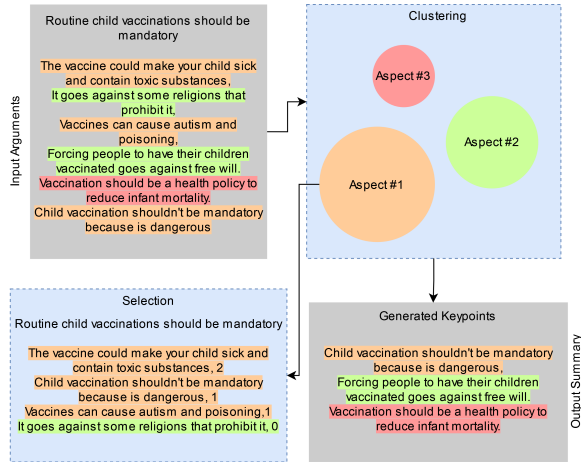 Routine child vaccinations should be
mandatory
The vaccine could make your child sick
and contain toxic substances,
It goes against some religions that
prohibit it,
Vaccines can cause autism and
poisoning,
Forcing people to have their children
vaccinated goes against free will.
Vaccination should be a health policy to
reduce infant mortality.
Child vaccination shouldn't be mandatory
because is dangerous
Input Arguments
Clustering
Aspect #3
Aspect #2
Aspect #1
Selection
Routine child vaccinations should be mandatory
The vaccine could make your child sick and
contain toxic substances, 2
Child vaccination shouldn't be mandatory
because is dangerous, 1
Vaccines can cause autism and poisoning,1
It goes against some religions that prohibit it, 0
Generated Keypoints
Child vaccination shouldn't be mandatory
because is dangerous,
Forcing people to have their children
vaccinated goes against free will.
Vaccination should be a health policy to
reduce infant mortality.
Output Summary